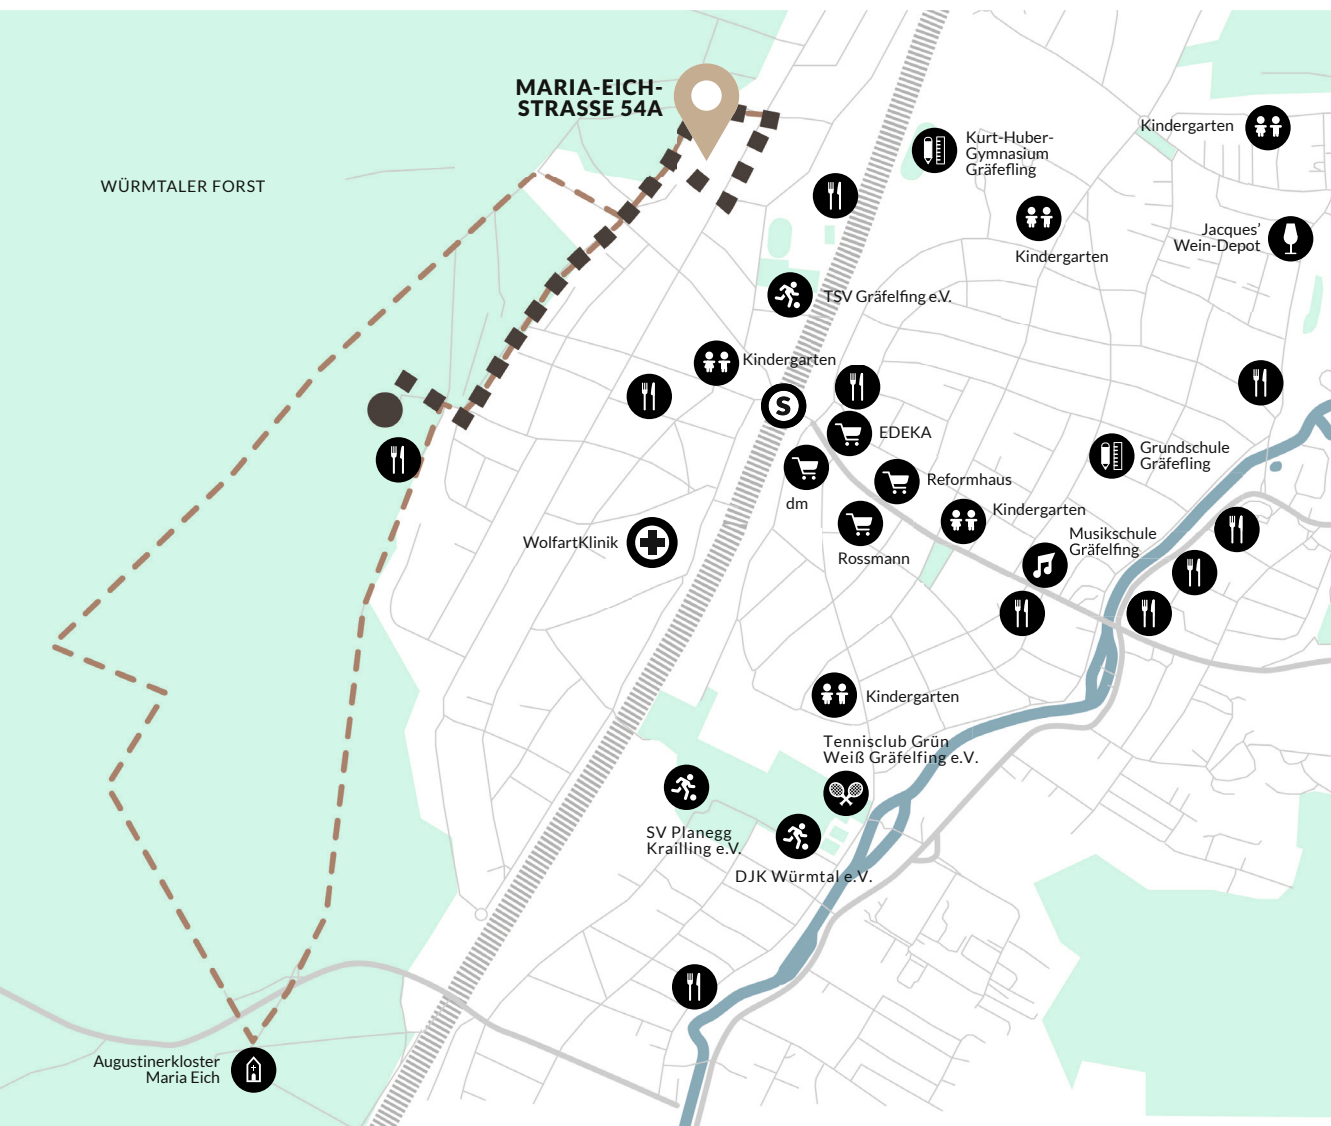 MARIA-EICH-
STRASSE 54A
WÜRMTALER FORST
Kurt-Huber-
Gymnasium
Gräfefling
Kindergarten
Kindergarten
Jacques'
Wein-Depot
TSV Gräfelfing e.V.
Kindergarten
S
EDEKA
Grundschule
Gräfefling
dm
Reformhaus
Kindergarten
Rossmann
Musikschule
Gräfelfing
WolfartKlinik
Kindergarten
Tennisclub Grün
Weiß Gräfelfing e.V.
SV Planegg
Krailling e.V.
DJK Würmtal e.V.
Augustinerkloster
Maria Eich